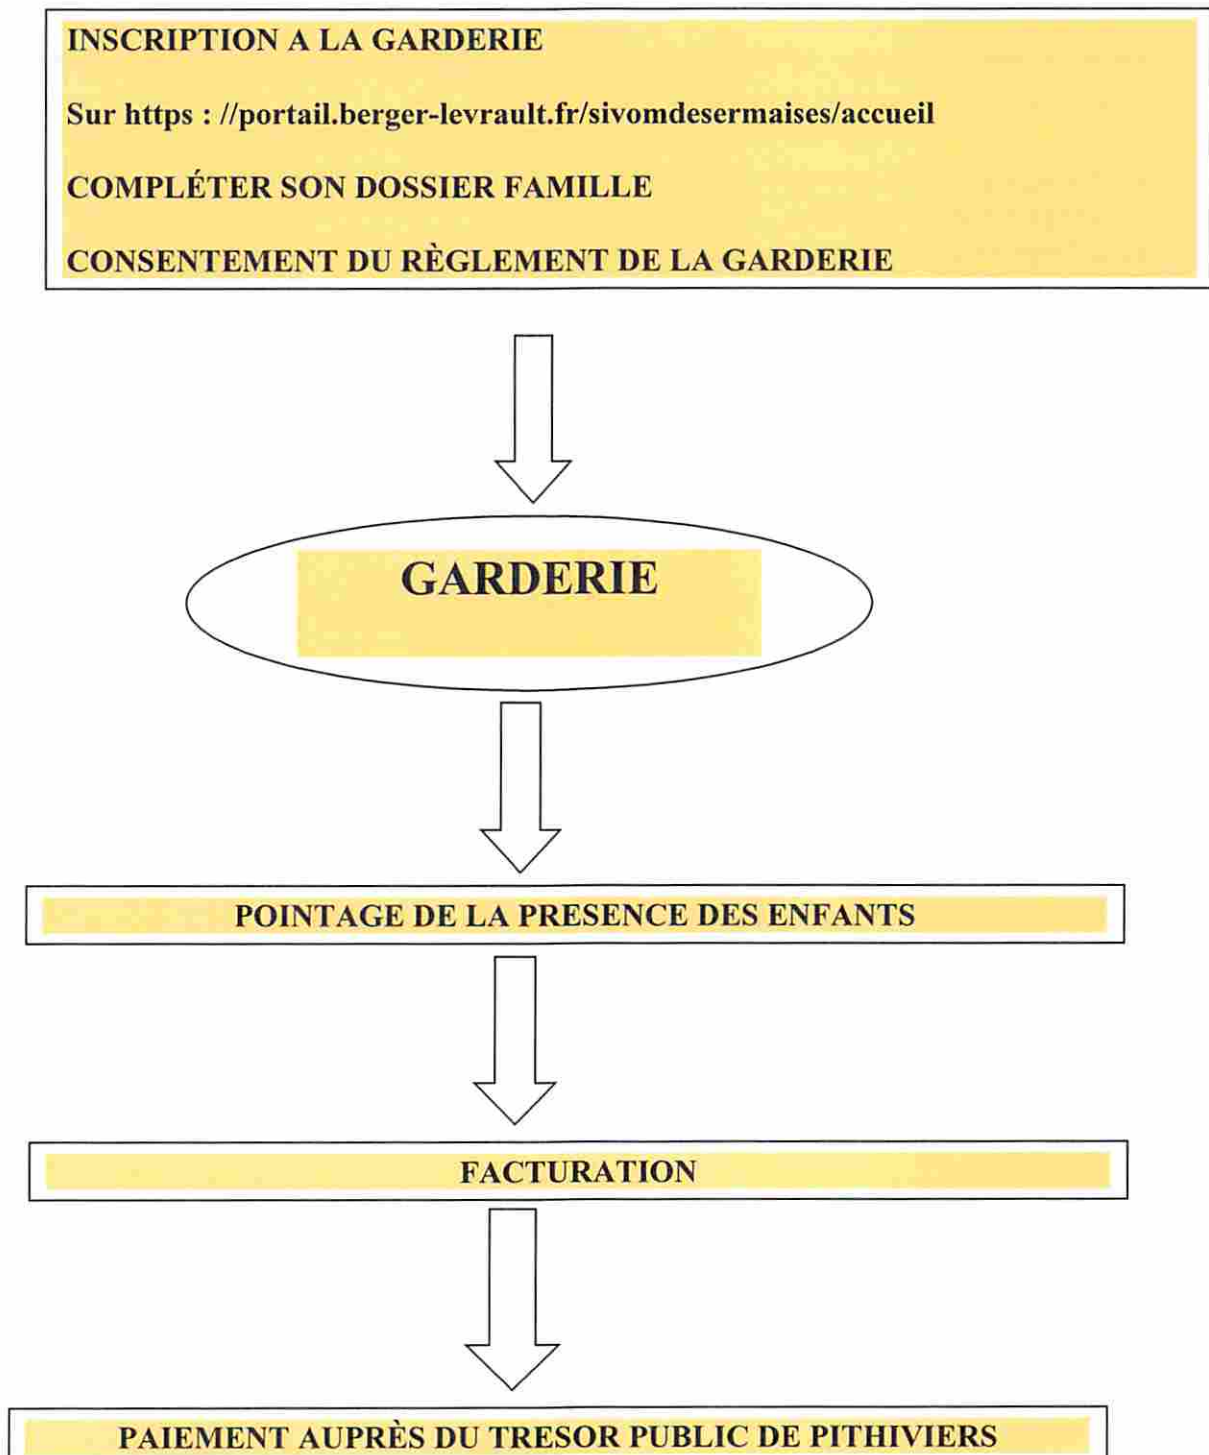 INSCRIPTION A LA GARDERIE
Sur https : //portail.berger-levrault.fr/sivomdesermaises/accueil
COMPLÉTER SON DOSSIER FAMILLE
CONSENTEMENT DU RÈGLEMENT DE LA GARDERIE
GARDERIE
POINTAGE DE LA PRESENCE DES ENFANTS
FACTURATION
PAIEMENT AUPRÈS DU TRESOR PUBLIC DE PITHIVIERS